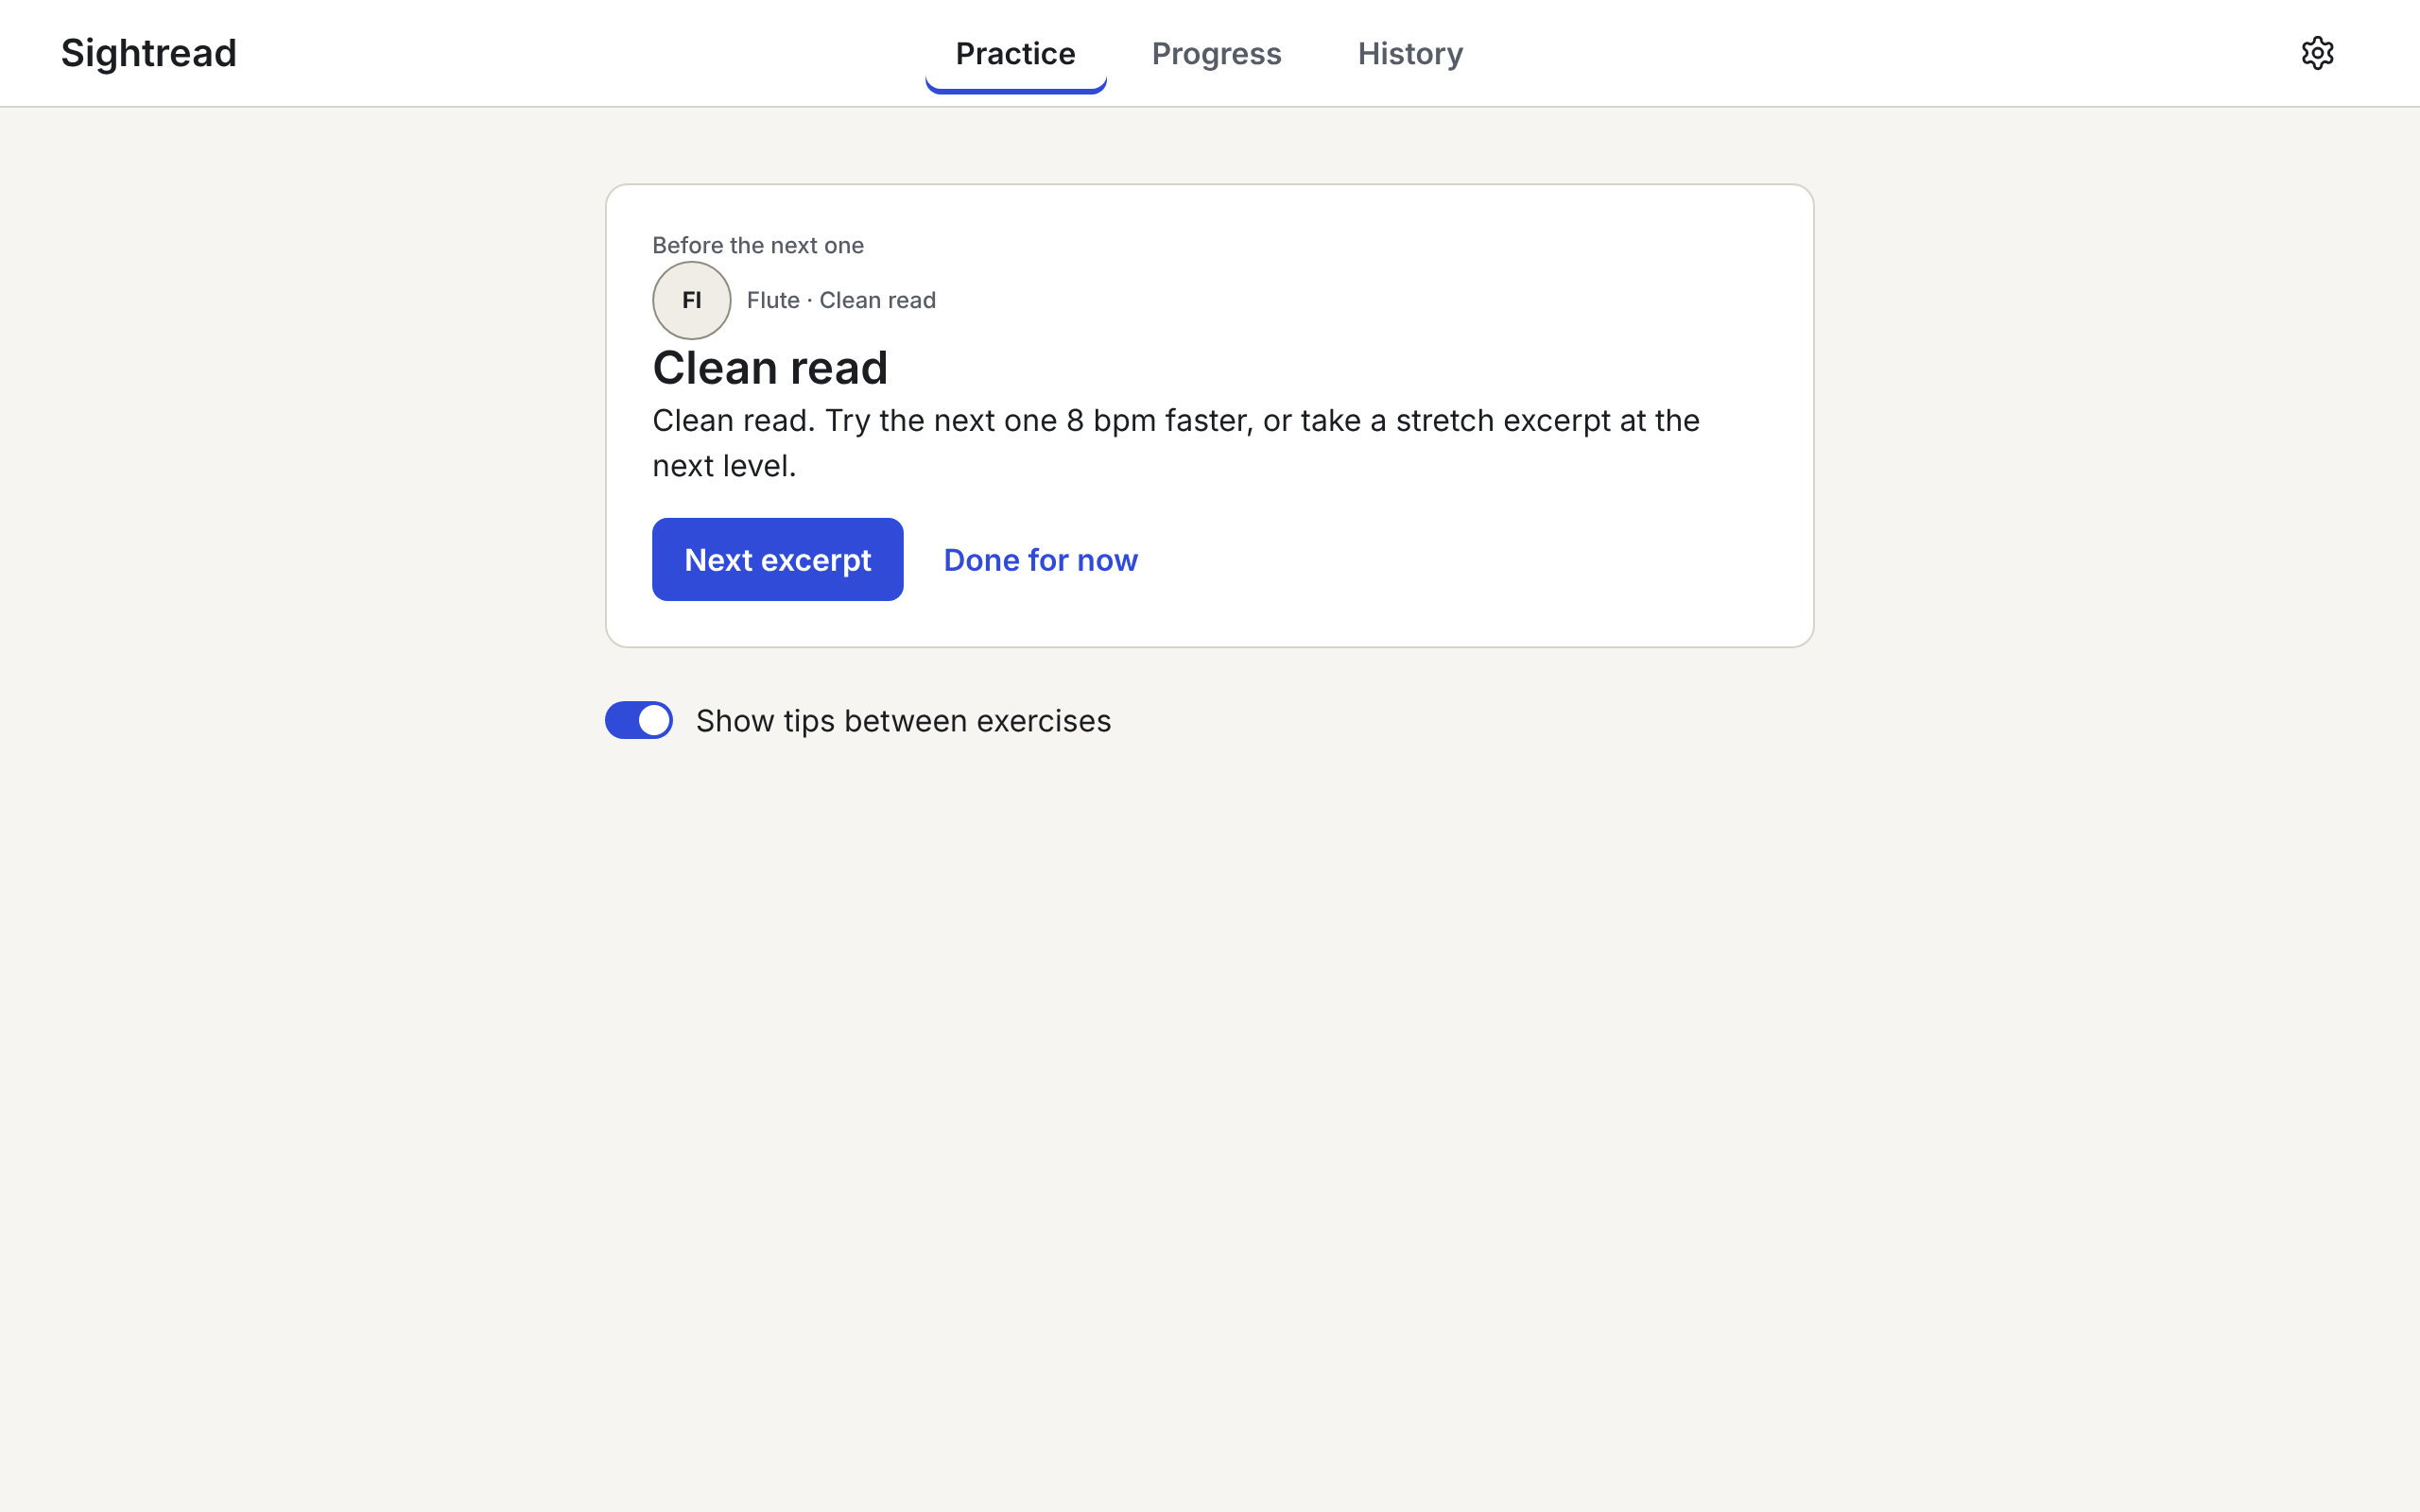 Sightread
Practice
Progress
History
Before the next one
Fl
Flute · Clean read
Clean read
Clean read. Try the next one 8 bpm faster, or take a stretch excerpt at the
next level.
Next excerpt
Done for now
Show tips between exercises